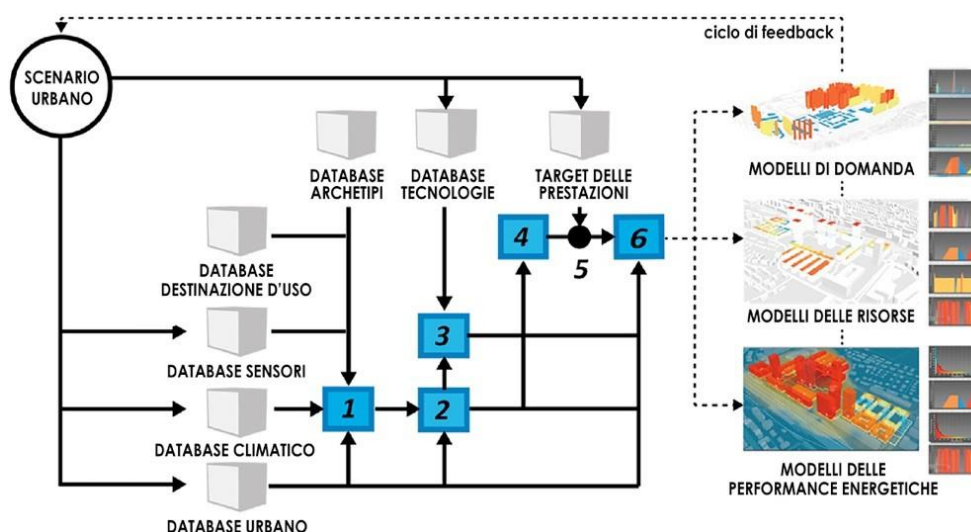 ciclo di feedback
SCENARIO
URBANO
DATABASE
ARCHETIPI
DATABASE
TECNOLOGIE
TARGET DELLE
PRESTAZIONI
MODELLI DI DOMANDA
4
6
5
DATABASE
DESTINAZIONE D'USO
MODELLI DELLE RISORSE
3
DATABASE SENSORI
1
2
DATABASE CLIMATICO
MODELLI DELLE
PERFORMANCE ENERGETICHE
DATABASE URBANO